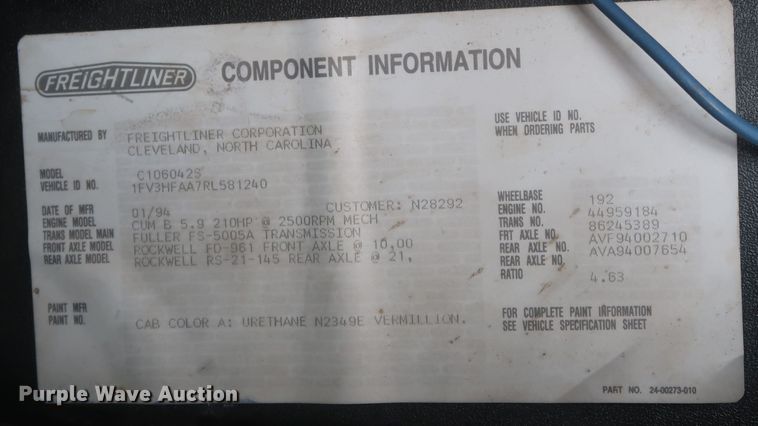 FREIGHTLINER
COMPONENT INFORMATION
USE VEHICLE ID NO.
WHEN ORDERING PARTS
MANUFACTURED BY FREIGHTLINER CORPORATION
CLEVELAND, NORTH CAROLINA
MODEL C106042S
VEHICLE ID NO. 1FV3HFAA7RL581240
DATE OF MFR 01/94 CUSTOMER: N28292
ENGINE MODEL CUM B 5.9 210HP @ 2500RPM MECH
TRANS MODEL MAIN FULLER FS-5005A TRANSMISSION
FRONT AXLE MODEL ROCKWELL FD-961 FRONT AXLE @ 10,00
REAR AXLE MODEL ROCKWELL RS-21-145 REAR AXLE @ 21,
WHEELBASE 192
ENGINE NO. 44959184
TRANS NO. 86245389
FRT AXLE NO. AVF94002710
REAR AXLE NO. AVA94007654
REAR AXLE NO.
RATIO 4.63
PAINT MFR
PAINT NO. CAB COLOR A: URETHANE N2349E VERMILLION.
FOR COMPLETE PAINT INFORMATION
SEE VEHICLE SPECIFICATION SHEET
PART NO. 24-00273-010
Purple Wave Auction